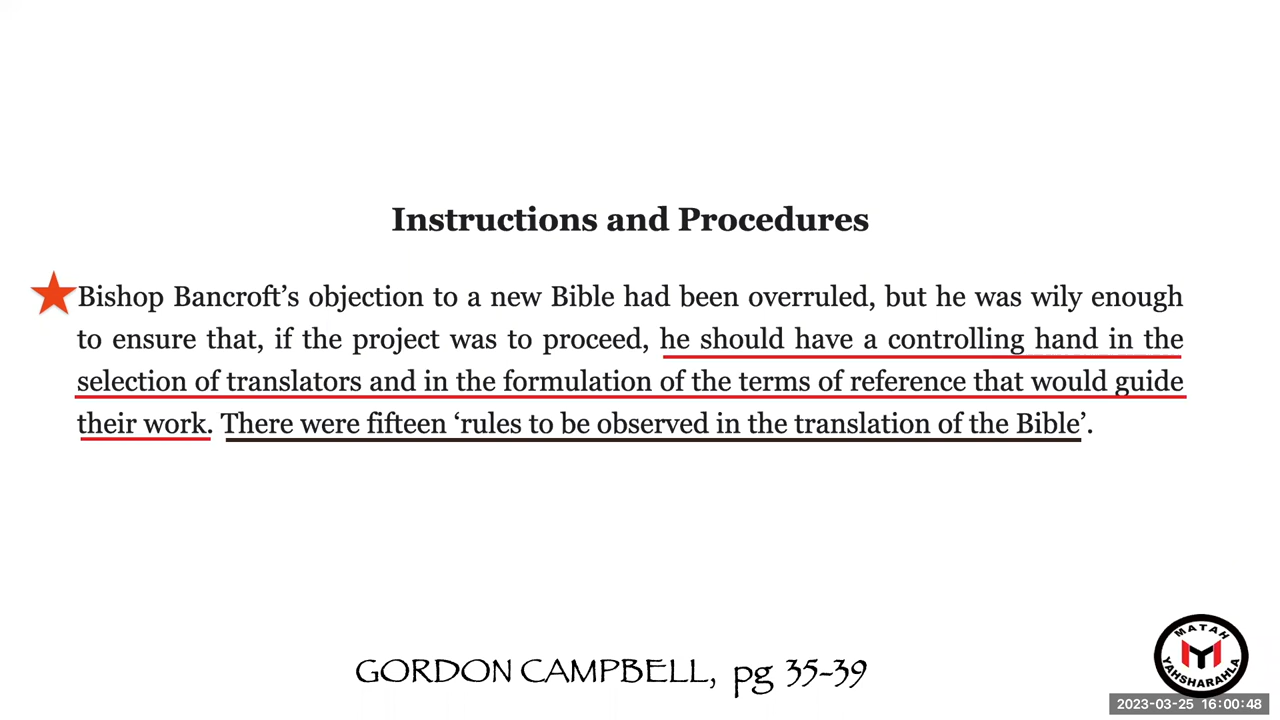 Instructions and Procedures
Bishop Bancroft’s objection to a new Bible had been overruled, but he was wily enough
to ensure that, if the project was to proceed, he should have a controlling hand in the
selection of translators and in the formulation of the terms of reference that would guide
their work. There were fifteen ‘rules to be observed in the translation of the Bible’.
GORDON CAMPBELL, pg 35-39
MATAH
YAHSHARAHLA
2023-03-25 16:00:48